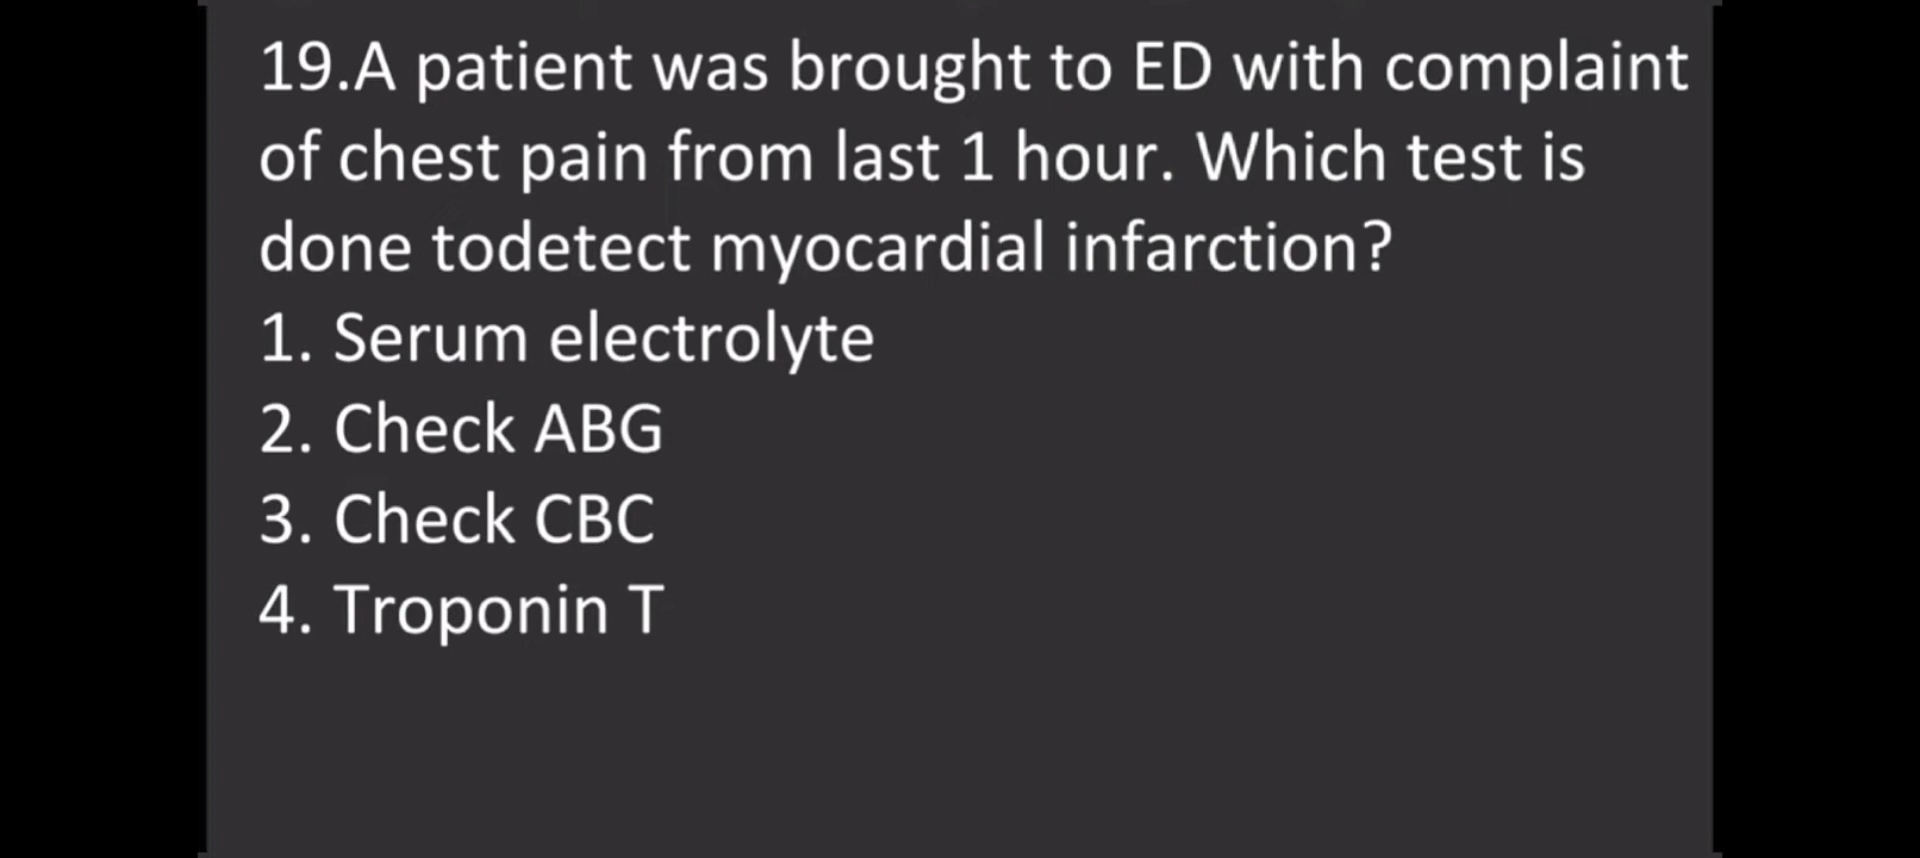 19.A patient was brought to ED with complaint
of chest pain from last 1 hour. Which test is
done todetect myocardial infarction?
1. Serum electrolyte
2. Check ABG
3. Check CBC
4. Troponin T